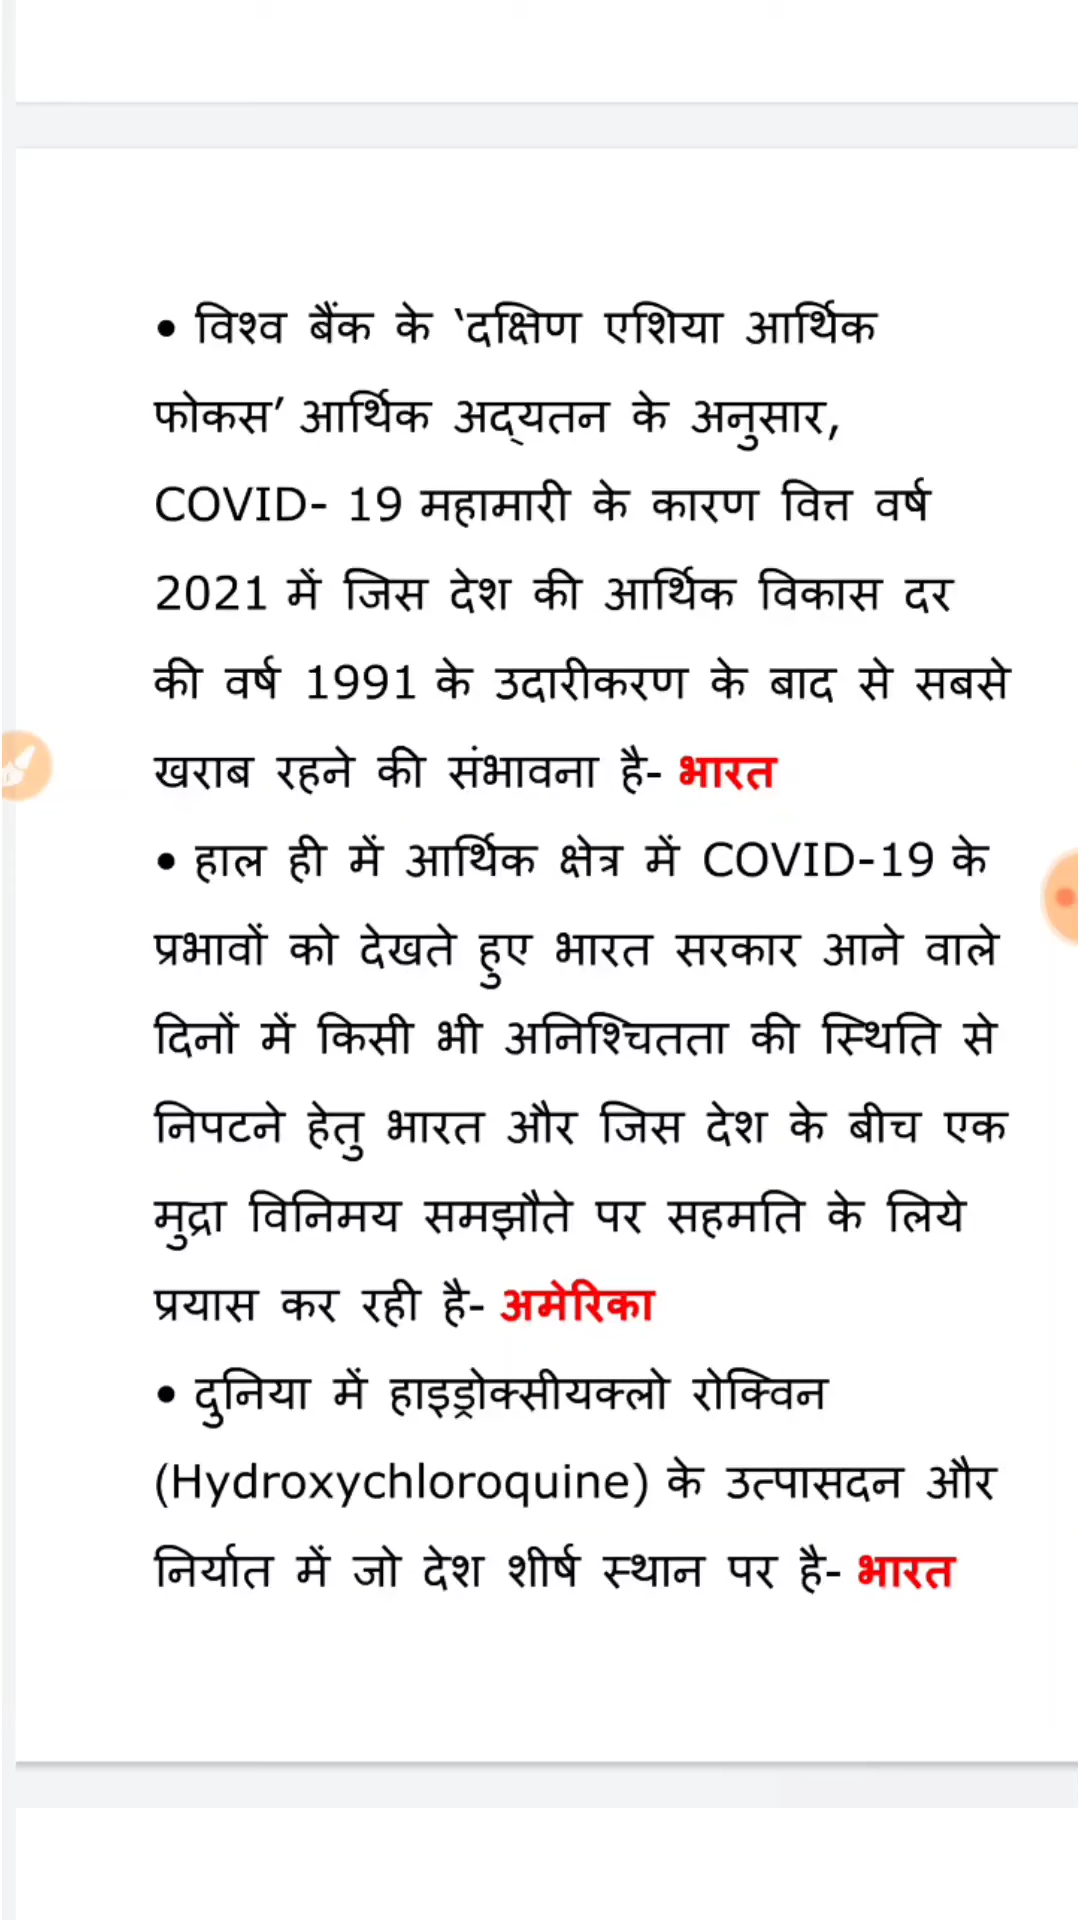 • विश्व बैंक के ‘दक्षिण एशिया आर्थिक
फोकस’ आर्थिक अद्यतन के अनुसार,
COVID- 19 महामारी के कारण वित्त वर्ष
2021 में जिस देश की आर्थिक विकास दर
की वर्ष 1991 के उदारीकरण के बाद से सबसे
खराब रहने की संभावना है- भारत
• हाल ही में आर्थिक क्षेत्र में COVID-19 के
प्रभावों को देखते हुए भारत सरकार आने वाले
दिनों में किसी भी अनिश्चितता की स्थिति से
निपटने हेतु भारत और जिस देश के बीच एक
मुद्रा विनिमय समझौते पर सहमति के लिये
प्रयास कर रही है- अमेरिका
• दुनिया में हाइड्रोक्सीयक्लो रोक्विन
(Hydroxychloroquine) के उत्पासदन और
निर्यात में जो देश शीर्ष स्थान पर है- भारत